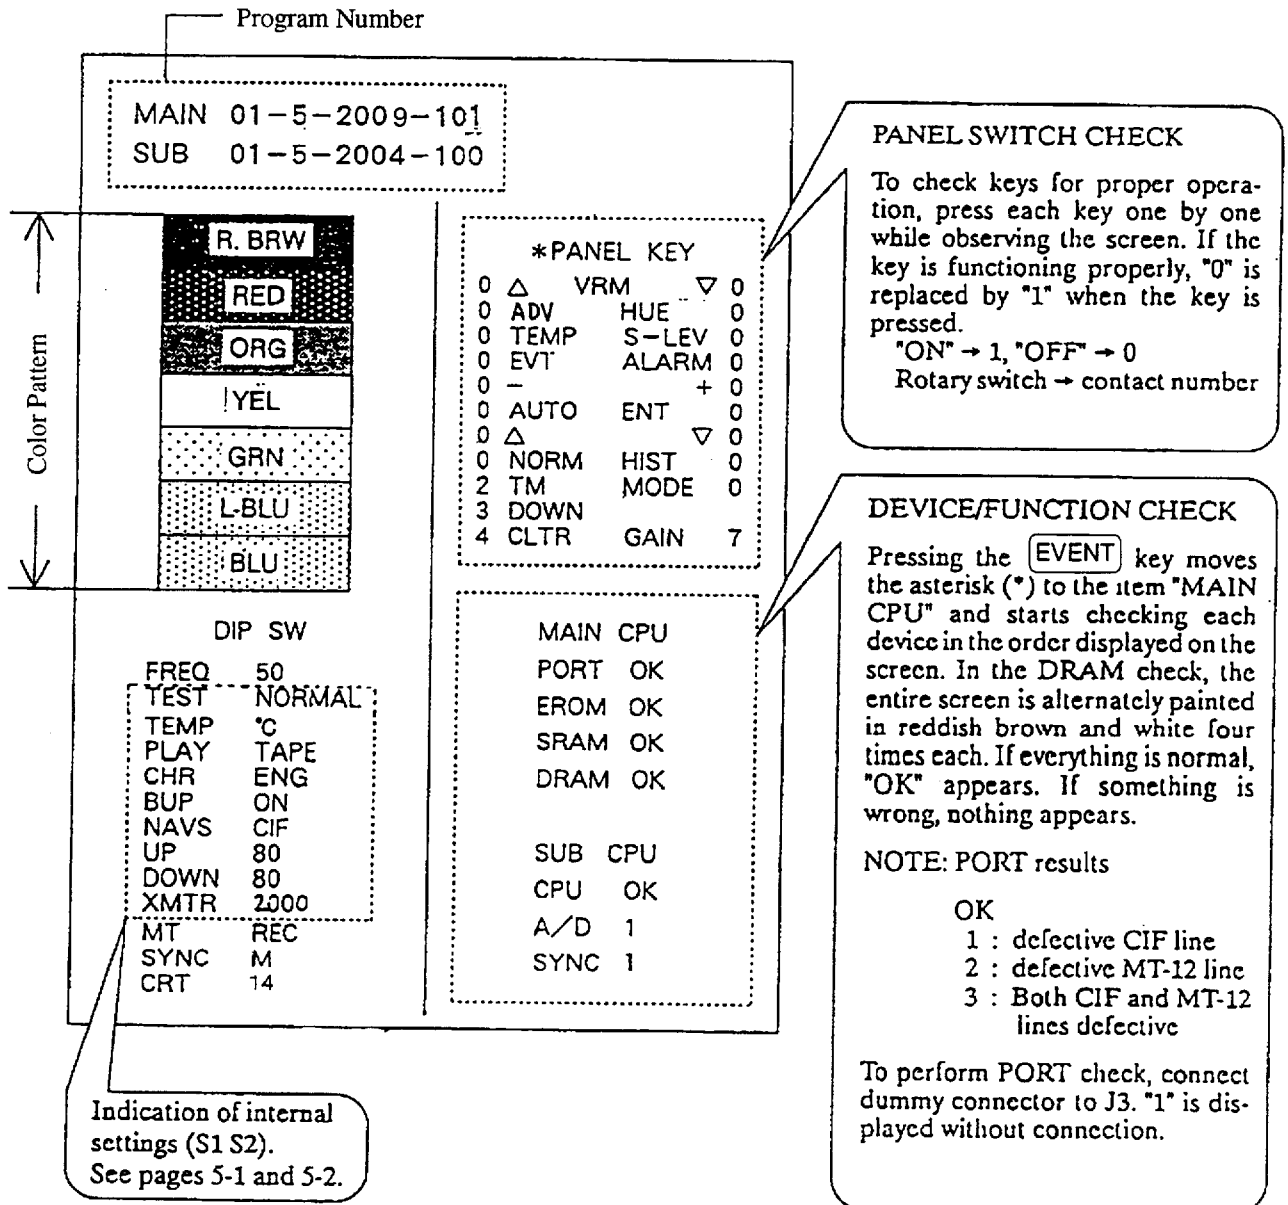 Program Number
MAIN 01-5-2009-101
SUB 01-5-2004-100
Color Pattern
R. BRW
RED
ORG
YEL
GRN
L-BLU
BLU
DIP SW
FREQ 50
TEST NORMAL
TEMP °C
PLAY TAPE
CHR ENG
BUP ON
NAVS CIF
UP 80
DOWN 80
XMTR 2000
MT REC
SYNC M
CRT 14
Indication of internal
settings (S1 S2).
See pages 5-1 and 5-2.
*PANEL KEY
0 △ VRM ▽ 0
0 ADV HUE 0
0 TEMP S-LEV 0
0 EVT ALARM 0
0 - + 0
0 AUTO ENT 0
0 △ ▽ 0
0 NORM HIST 0
2 TM MODE 0
3 DOWN
4 CLTR GAIN 7
MAIN CPU
PORT OK
EROM OK
SRAM OK
DRAM OK
SUB CPU
CPU OK
A/D 1
SYNC 1
PANEL SWITCH CHECK
To check keys for proper opera-
tion, press each key one by one
while observing the screen. If the
key is functioning properly, "0" is
replaced by "1" when the key is
pressed.
"ON" → 1, "OFF" → 0
Rotary switch → contact number
DEVICE/FUNCTION CHECK
Pressing the EVENT key moves
the asterisk (*) to the item "MAIN
CPU" and starts checking each
device in the order displayed on the
screen. In the DRAM check, the
entire screen is alternately painted
in reddish brown and white four
times each. If everything is normal,
"OK" appears. If something is
wrong, nothing appears.
NOTE: PORT results
OK
1 : defective CIF line
2 : defective MT-12 line
3 : Both CIF and MT-12
lines defective
To perform PORT check, connect
dummy connector to J3. "1" is dis-
played without connection.